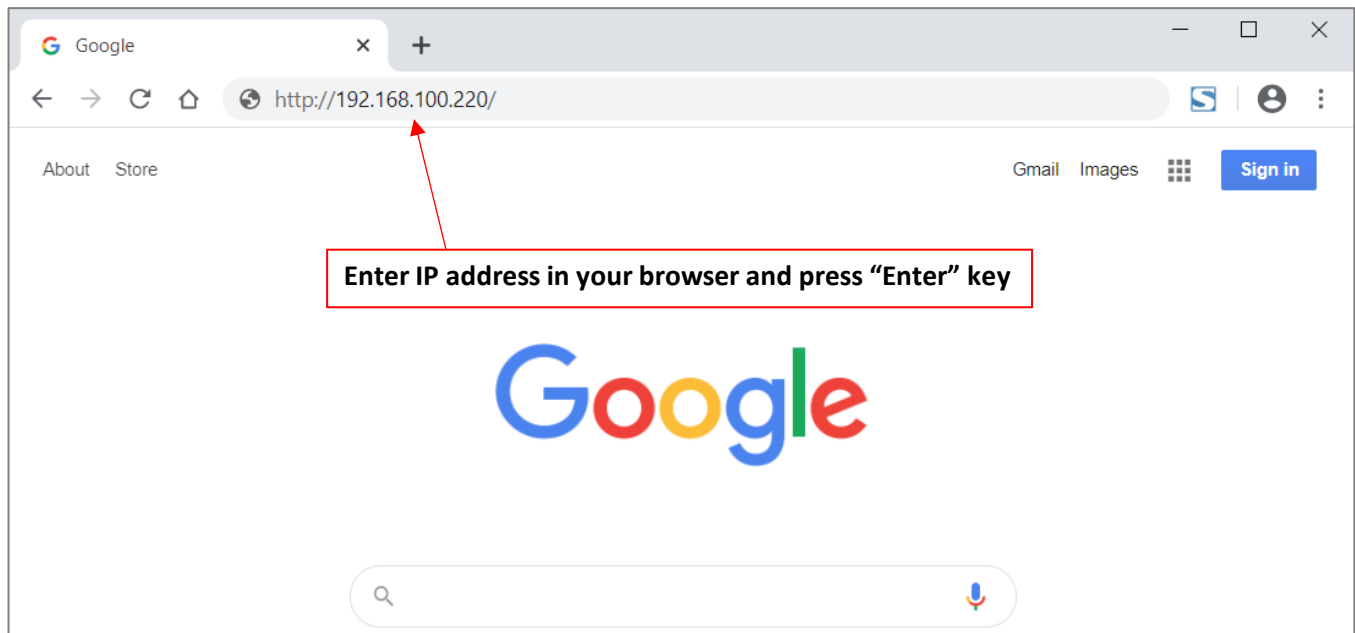 Google
http://192.168.100.220/
About Store Gmail Images Sign in
Enter IP address in your browser and press “Enter” key
Google